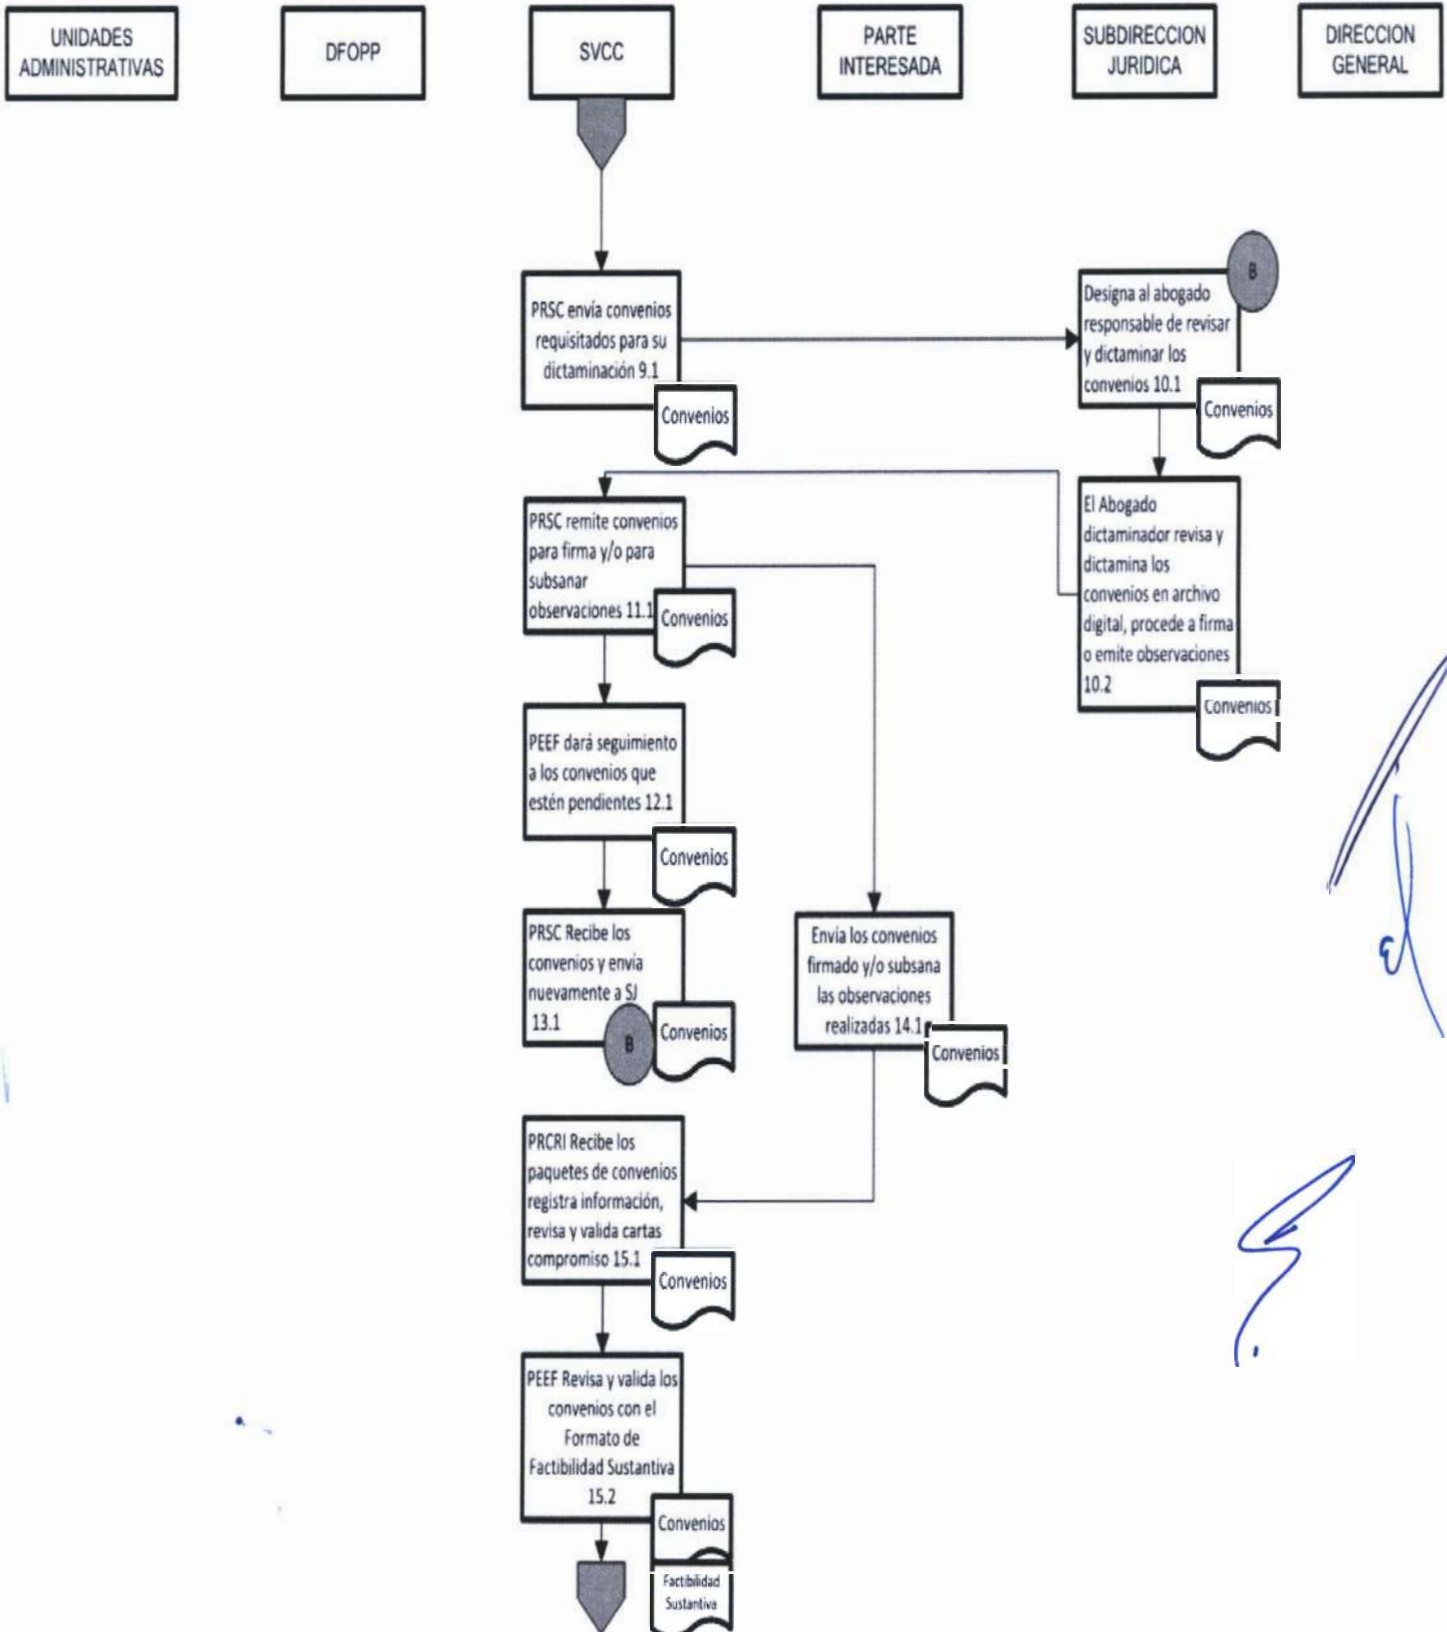 UNIDADES
ADMINISTRATIVAS
DFOPP
SVCC
PARTE
INTERESADA
SUBDIRECCION
JURIDICA
DIRECCION
GENERAL
PRSC envía convenios
requisitados para su
dictaminación 9.1
Convenios
B
Designa al abogado
responsable de revisar
y dictaminar los
convenios 10.1
Convenios
PRSC remite convenios
para firma y/o para
subsanar
observaciones 11.1
Convenios
El Abogado
dictaminador revisa y
dictamina los
convenios en archivo
digital, procede a firma
o emite observaciones
10.2
Convenios
PEEF dará seguimiento
a los convenios que
estén pendientes 12.1
Convenios
PRSC Recibe los
convenios y envía
nuevamente a SJ
13.1
B
Convenios
Envía los convenios
firmado y/o subsana
las observaciones
realizadas 14.1
Convenios
PRCRI Recibe los
paquetes de convenios
registra información,
revisa y valida cartas
compromiso 15.1
Convenios
PEEF Revisa y valida los
convenios con el
Formato de
Factibilidad Sustantiva
15.2
Convenios
Factibilidad
Sustantiva